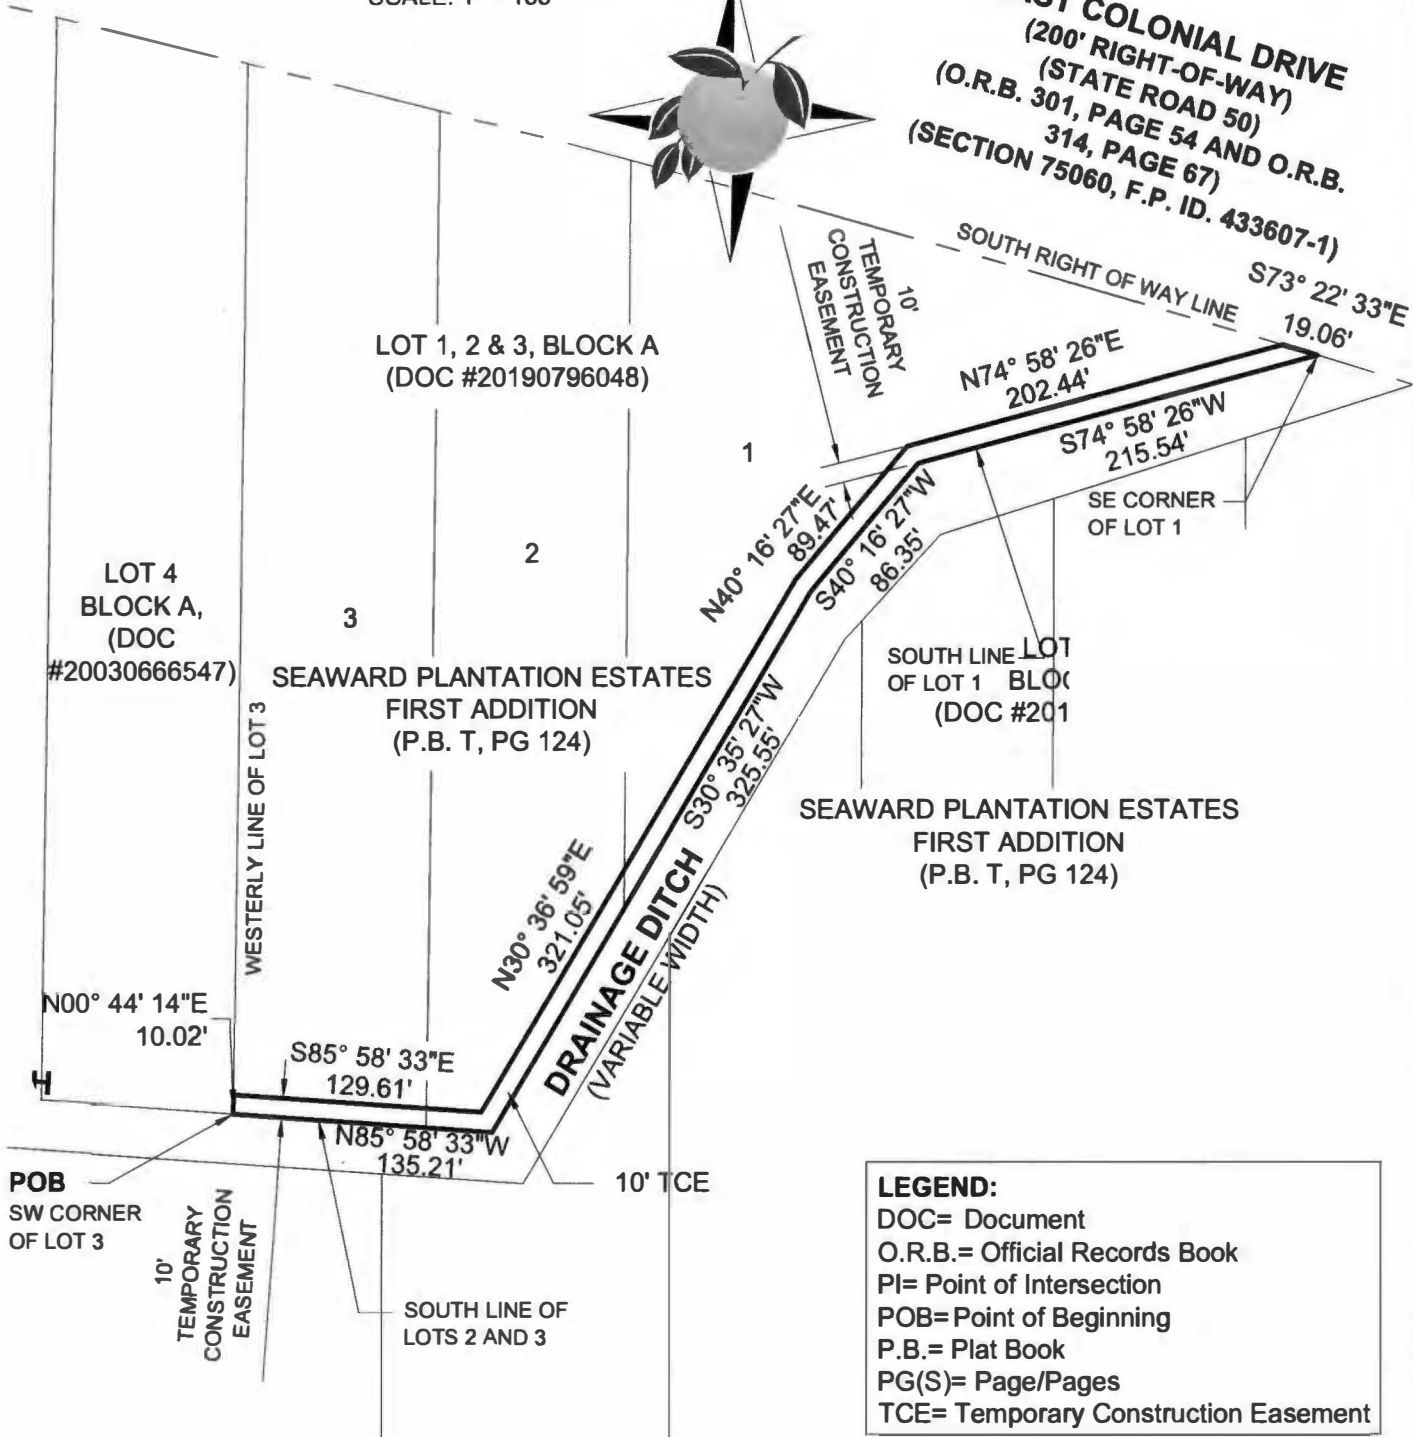 COLONIAL DRIVE
(200' RIGHT-OF-WAY)
(STATE ROAD 50)
(O.R.B. 301, PAGE 54 AND O.R.B.
314, PAGE 67)
(SECTION 75060, F.P. ID. 433607-1)
SOUTH RIGHT OF WAY LINE
S73° 22' 33"E
19.06'
10'
TEMPORARY
CONSTRUCTION
EASEMENT
LOT 1, 2 & 3, BLOCK A
(DOC #20190796048)
N74° 58' 26"E
202.44'
S74° 58' 26"W
215.54'
1
SE CORNER
OF LOT 1
N40° 16' 27"E
89.47'
S40° 16' 27"W
86.35'
2
LOT 4
BLOCK A,
(DOC
#20030666547)
3
SEAWARD PLANTATION ESTATES
FIRST ADDITION
(P.B. T, PG 124)
SOUTH LINE
OF LOT 1
LOT
(DOC #201
WESTERLY LINE OF LOT 3
S30° 35' 27"W
325.55'
SEAWARD PLANTATION ESTATES
FIRST ADDITION
(P.B. T, PG 124)
N30° 36' 59"E
321.05'
DRAINAGE DITCH
(VARIABLE WIDTH)
N00° 44' 14"E
10.02'
S85° 58' 33"E
129.61'
N85° 58' 33"W
135.21'
10' TCE
POB
SW CORNER
OF LOT 3
10'
TEMPORARY
CONSTRUCTION
EASEMENT
SOUTH LINE OF
LOTS 2 AND 3
LEGEND:
DOC= Document
O.R.B.= Official Records Book
PI= Point of Intersection
POB= Point of Beginning
P.B.= Plat Book
PG(S)= Page/Pages
TCE= Temporary Construction Easement